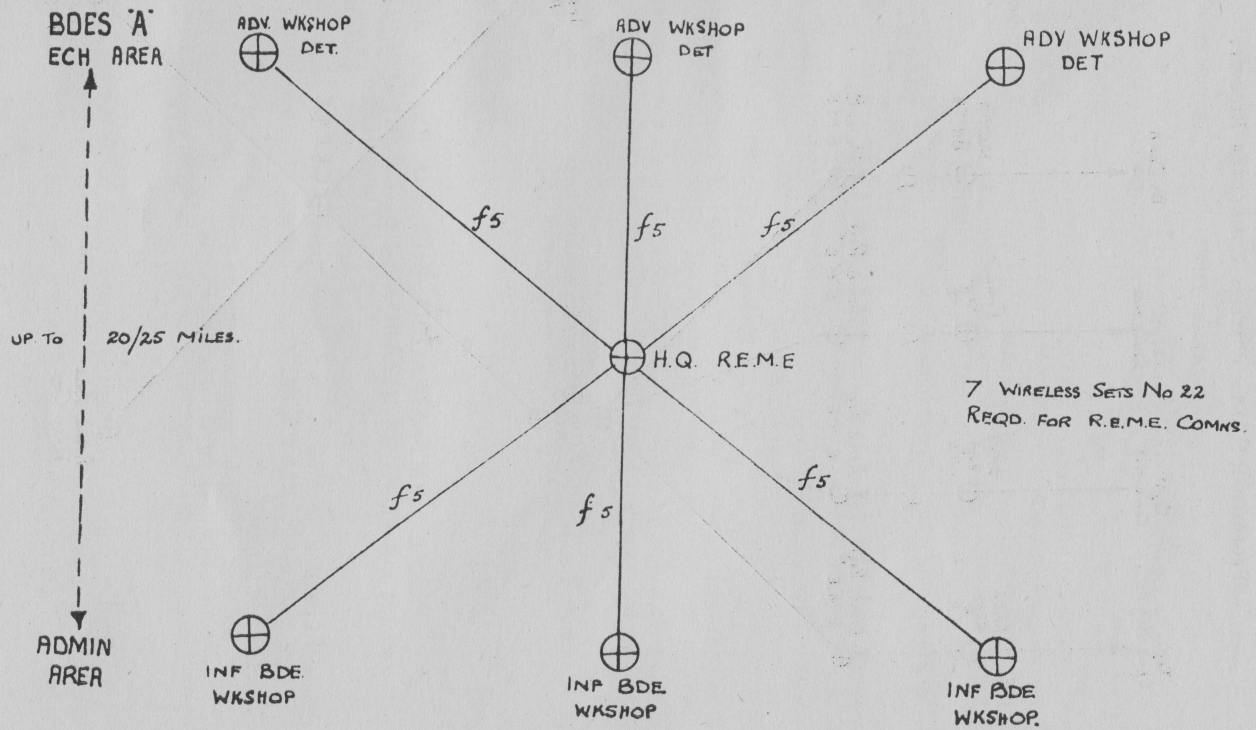 BDES "A"
ECH AREA
ADV. WKSHOP
DET.
ADV WKSHOP
DET
ADV WKSHOP
DET
f5
f5
f5
UP TO 20/25 MILES.
H.Q. R.E.M.E
7 WIRELESS SETS No 22
REQD. FOR R.E.M.E. COMNS.
f5
f5
f5
ADMIN
AREA
INF BDE.
WKSHOP
INF BDE
WKSHOP
INF BDE
WKSHOP.